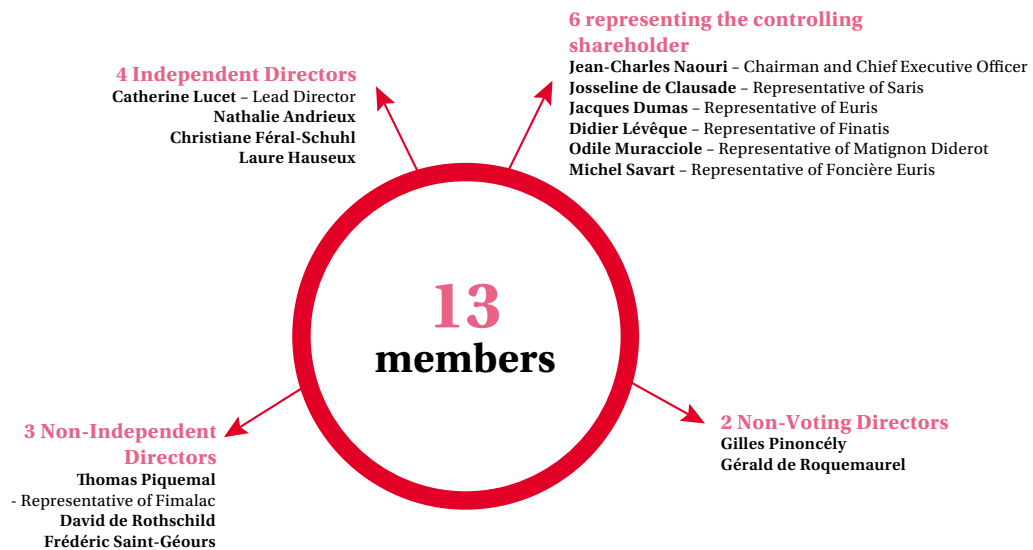 4 Independent Directors
Catherine Lucet – Lead Director
Nathalie Andrieux
Christiane Féral-Schuhl
Laure Hauseux
6 representing the controlling
shareholder
Jean-Charles Naouri – Chairman and Chief Executive Officer
Josseline de Clausade – Representative of Saris
Jacques Dumas – Representative of Euris
Didier Lévêque – Representative of Finatis
Odile Muracciole – Representative of Matignon Diderot
Michel Savart – Representative of Foncière Euris
13
members
3 Non-Independent
Directors
Thomas Piquemal
- Representative of Fimalac
David de Rothschild
Frédéric Saint-Géours
2 Non-Voting Directors
Gilles Pinoncély
Gérald de Roquemaurel